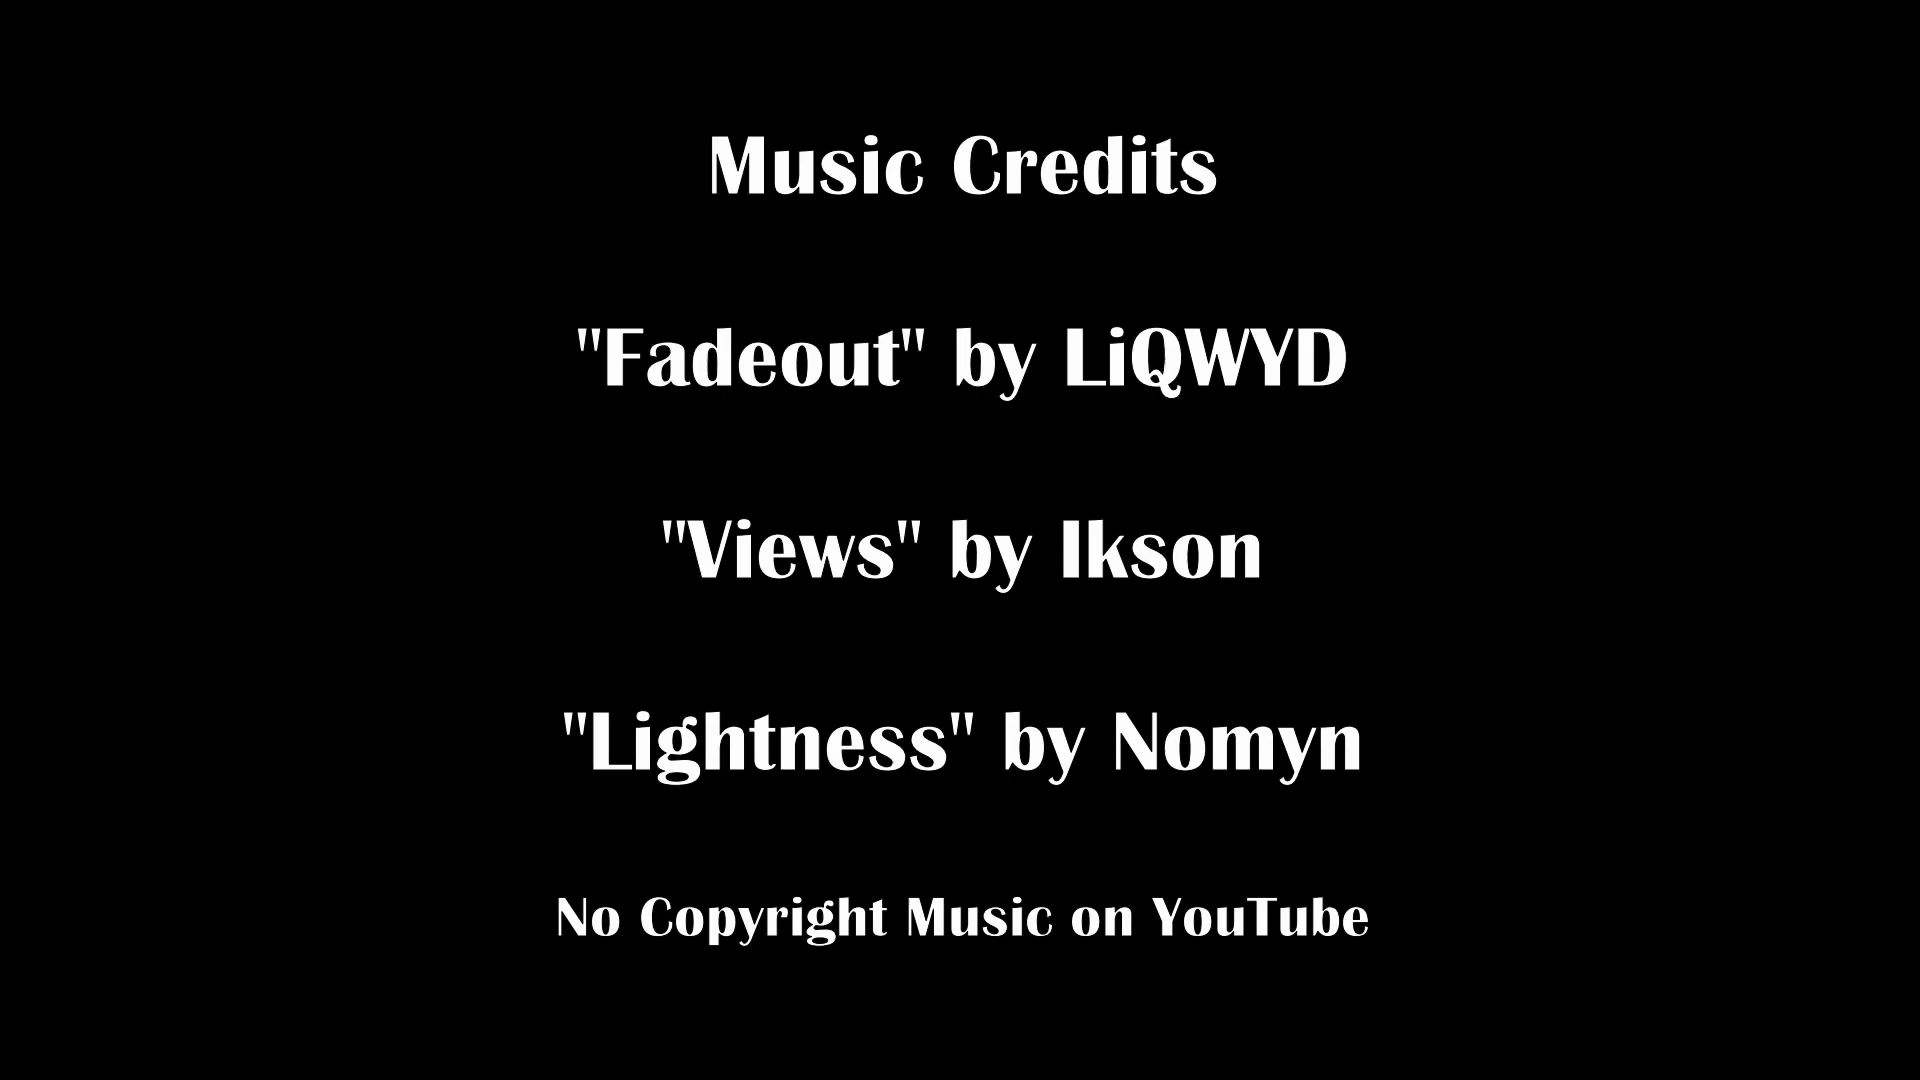 Music Credits
"Fadeout" by LiQWYD
"Views" by Ikson
"Lightness" by Nomyn
No Copyright Music on YouTube